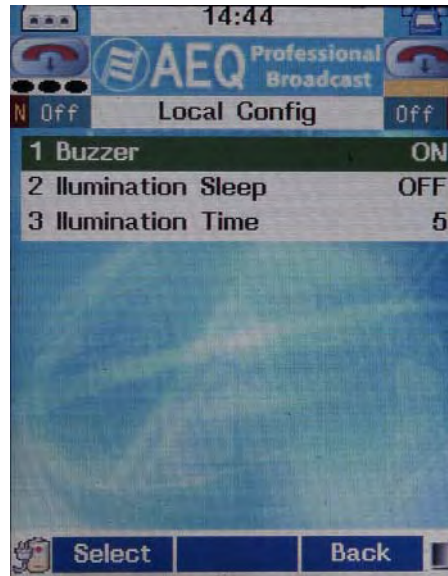 14:44
AEQ Professional Broadcast
N Off Local Config Off
1 Buzzer ON
2 Ilumination Sleep OFF
3 Ilumination Time 5
Select Back